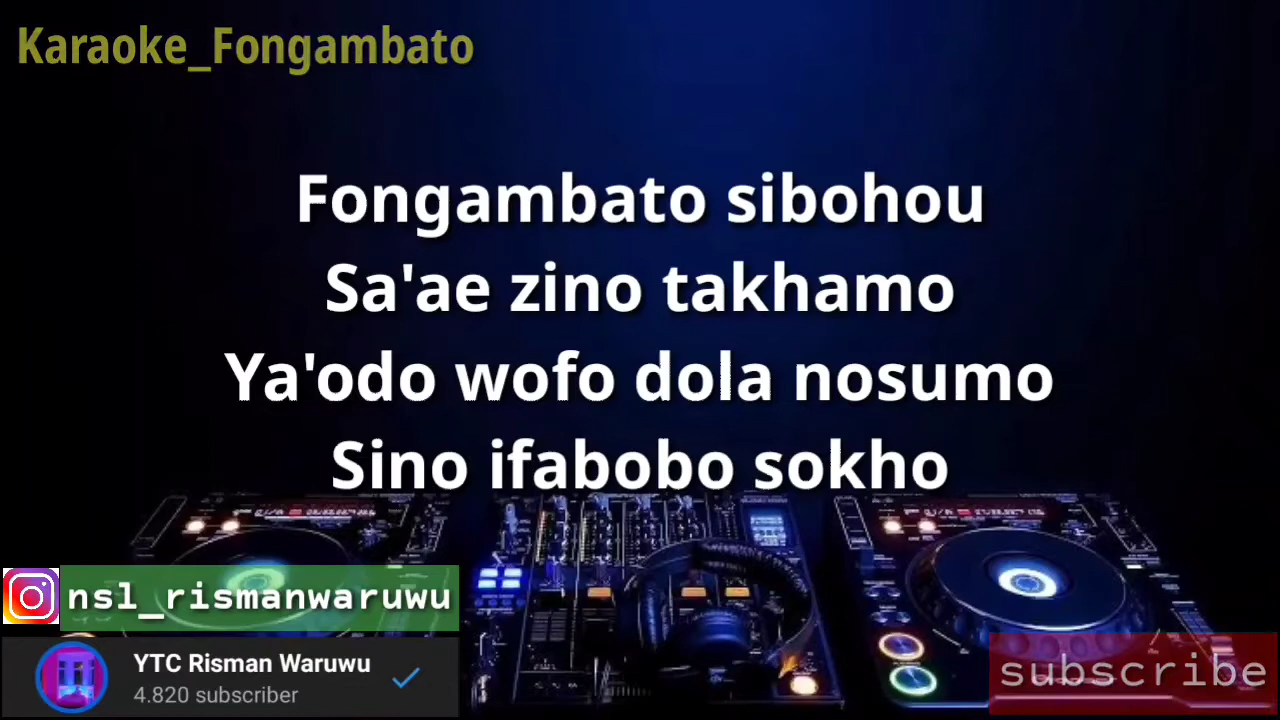 Karaoke_Fongambato
Fongambato sibohou
Sa'ae zino takhamo
Ya'odo wofo dola nosumo
Sino ifabobo sokho
nsl_rismanwaruwu
YTC Risman Waruwu
4.820 subscriber
subscribe